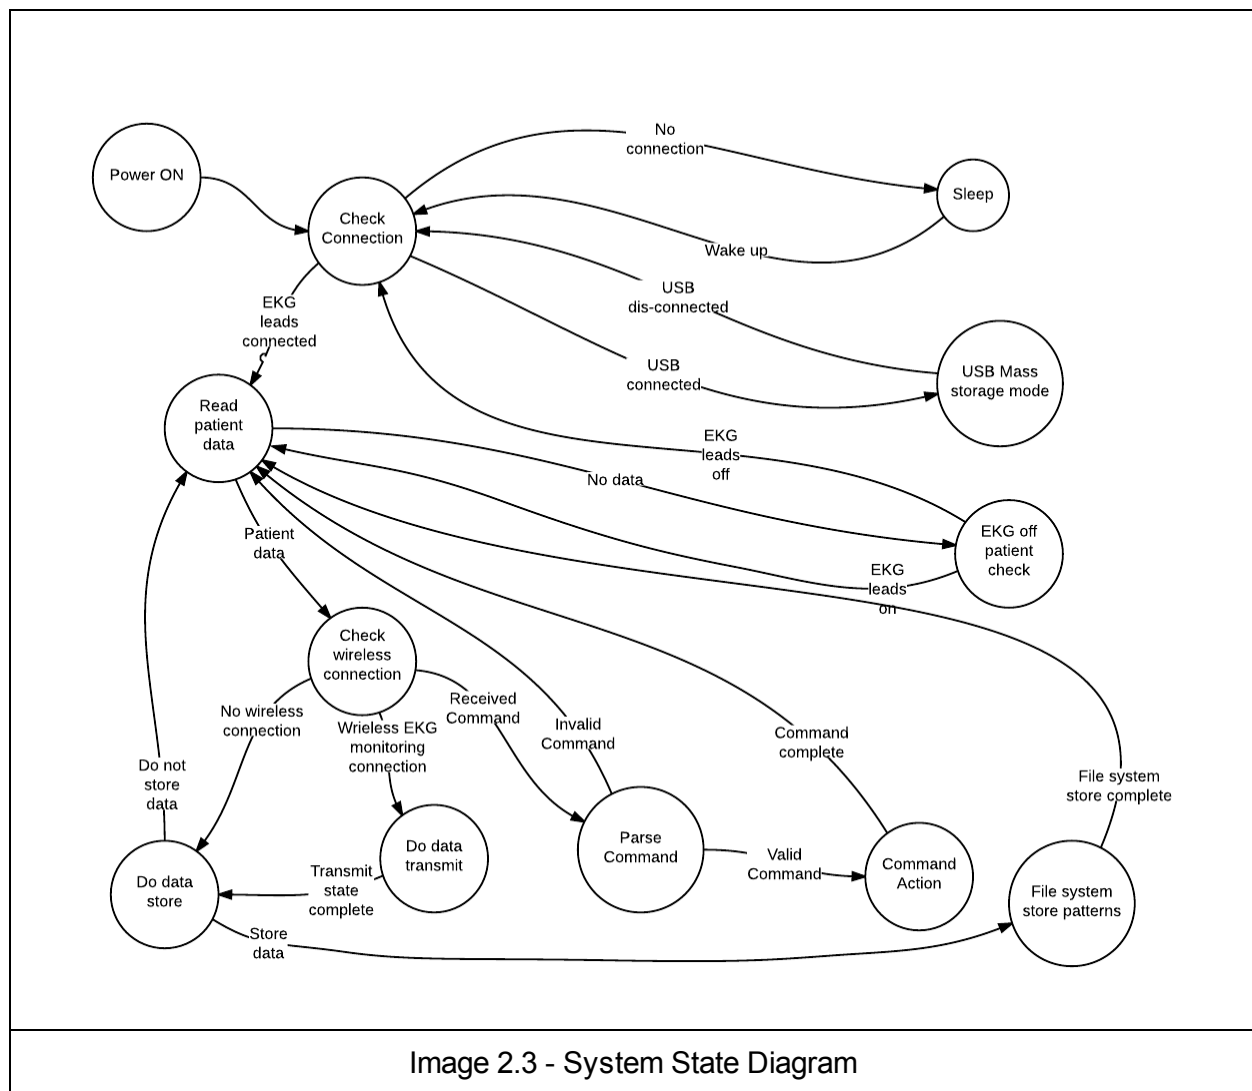 Power ON
No
connection
Sleep
Check
Connection
Wake up
USB
dis-connected
EKG
leads
connected
USB
connected
USB Mass
storage mode
Read
patient
data
EKG
leads
off
No data
EKG off
patient
check
Patient
data
EKG
leads
on
Check
wireless
connection
No wireless
connection
Wrieless EKG
monitoring
connection
Received
Command
Invalid
Command
Command
complete
File system
store complete
Do not
store
data
Do data
transmit
Parse
Command
Valid
Command
Command
Action
Do data
store
Transmit
state
complete
File system
store patterns
Store
data
Image 2.3 - System State Diagram